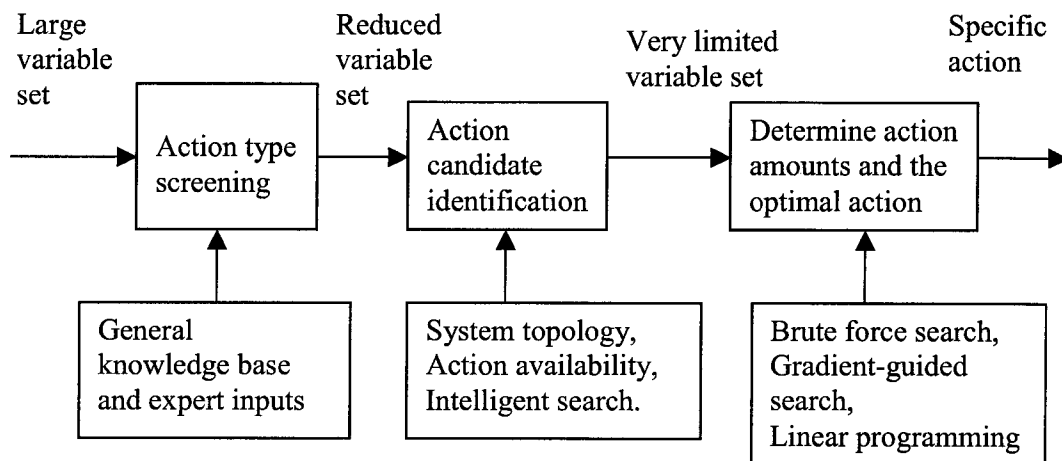 Large
variable
set
Reduced
variable
set
Very limited
variable set
Specific
action
Action type
screening
Action
candidate
identification
Determine action
amounts and the
optimal action
General
knowledge base
and expert inputs
System topology,
Action availability,
Intelligent search.
Brute force search,
Gradient-guided
search,
Linear programming